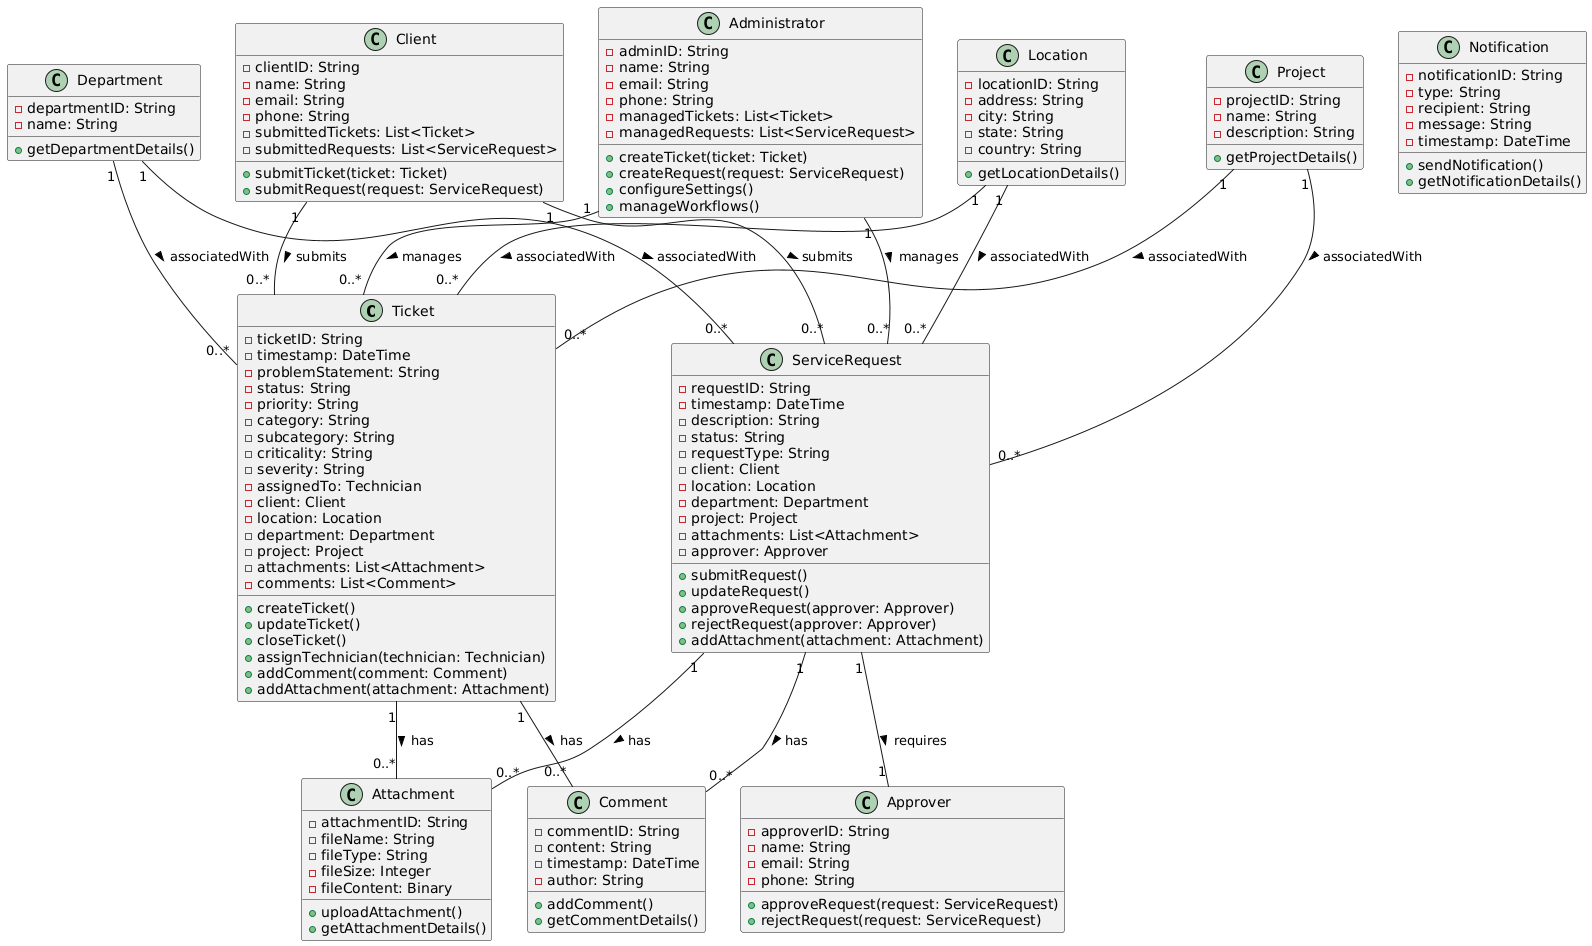 C Department
departmentID: String
name: String
getDepartmentDetails()
C Client
clientID: String
name: String
email: String
phone: String
submittedTickets: List<Ticket>
submittedRequests: List<ServiceRequest>
submitTicket(ticket: Ticket)
submitRequest(request: ServiceRequest)
C Administrator
adminID: String
name: String
email: String
phone: String
managedTickets: List<Ticket>
managedRequests: List<ServiceRequest>
createTicket(ticket: Ticket)
createRequest(request: ServiceRequest)
configureSettings()
manageWorkflows()
C Location
locationID: String
address: String
city: String
state: String
country: String
getLocationDetails()
C Project
projectID: String
name: String
description: String
getProjectDetails()
C Notification
notificationID: String
type: String
recipient: String
message: String
timestamp: DateTime
sendNotification()
getNotificationDetails()
1
1
1
1
1
1
1
1
1
1
associatedWith
submits
manages
associatedWith
associatedWith
submits
manages
associatedWith
associatedWith
associatedWith
0..*
0..*
0..*
0..*
0..*
0..*
0..*
0..*
0..*
0..*
C Ticket
ticketID: String
timestamp: DateTime
problemStatement: String
status: String
priority: String
category: String
subcategory: String
criticality: String
severity: String
assignedTo: Technician
client: Client
location: Location
department: Department
project: Project
attachments: List<Attachment>
comments: List<Comment>
createTicket()
updateTicket()
closeTicket()
assignTechnician(technician: Technician)
addComment(comment: Comment)
addAttachment(attachment: Attachment)
C ServiceRequest
requestID: String
timestamp: DateTime
description: String
status: String
requestType: String
client: Client
location: Location
department: Department
project: Project
attachments: List<Attachment>
approver: Approver
submitRequest()
updateRequest()
approveRequest(approver: Approver)
rejectRequest(approver: Approver)
addAttachment(attachment: Attachment)
1
1
1
1
1
has
has
has
has
requires
0..*
0..*
0..*
0..*
1
C Attachment
attachmentID: String
fileName: String
fileType: String
fileSize: Integer
fileContent: Binary
uploadAttachment()
getAttachmentDetails()
C Comment
commentID: String
content: String
timestamp: DateTime
author: String
addComment()
getCommentDetails()
C Approver
approverID: String
name: String
email: String
phone: String
approveRequest(request: ServiceRequest)
rejectRequest(request: ServiceRequest)